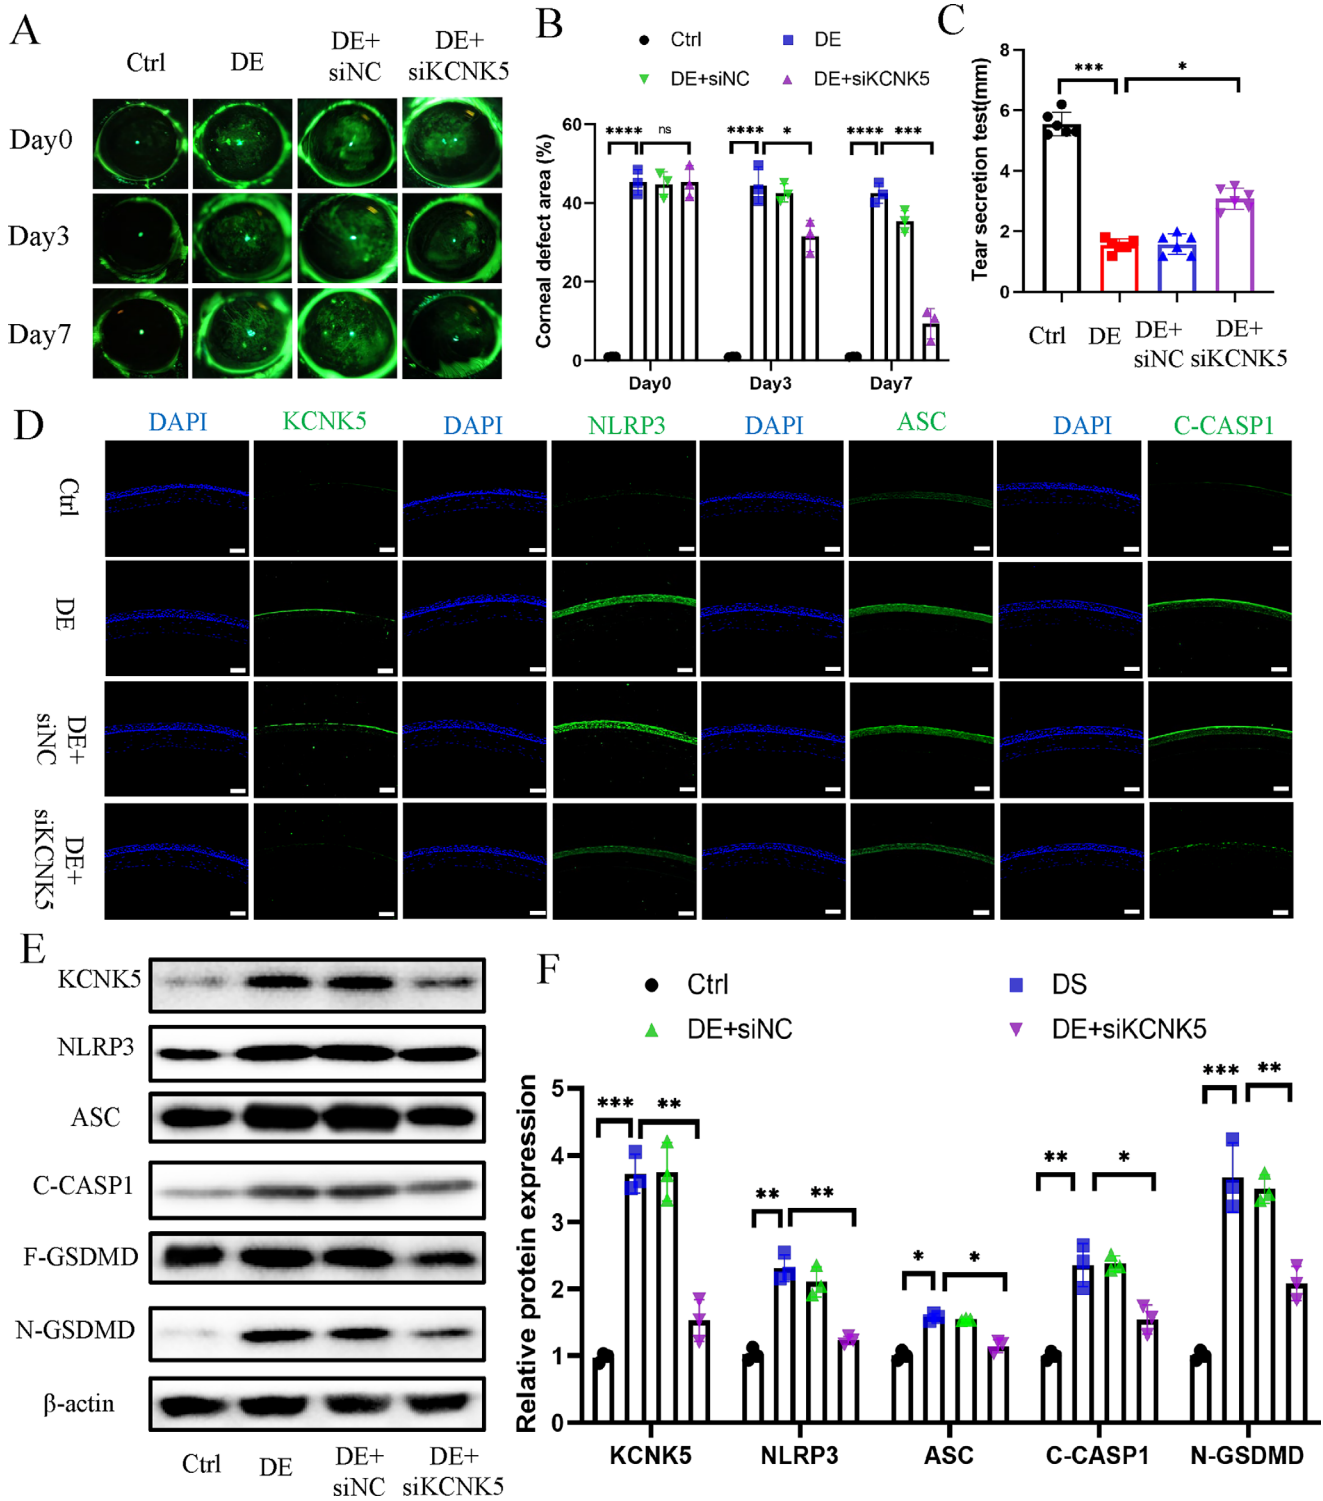 A
Ctrl
DE
DE+
siNC
DE+
siKCNK5
Day0
Day3
Day7
B
Ctrl
DE
DE+siNC
DE+siKCNK5
Corneal defect area (%)
60
40
20
0
****
ns
****
*
****
***
Day0
Day3
Day7
C
Tear secretion test(mm)
8
6
4
2
0
***
*
Ctrl
DE
DE+
siNC
DE+
siKCNK5
D
DAPI
KCNK5
DAPI
NLRP3
DAPI
ASC
DAPI
C-CASP1
Ctrl
DE
DE+
siNC
DE+
siKCNK5
E
KCNK5
NLRP3
ASC
C-CASP1
F-GSDMD
N-GSDMD
β-actin
Ctrl
DE
DE+
siNC
DE+
siKCNK5
F
Ctrl
DS
DE+siNC
DE+siKCNK5
Relative protein expression
5
4
3
2
1
0
***
**
**
**
*
*
**
*
***
**
KCNK5
NLRP3
ASC
C-CASP1
N-GSDMD